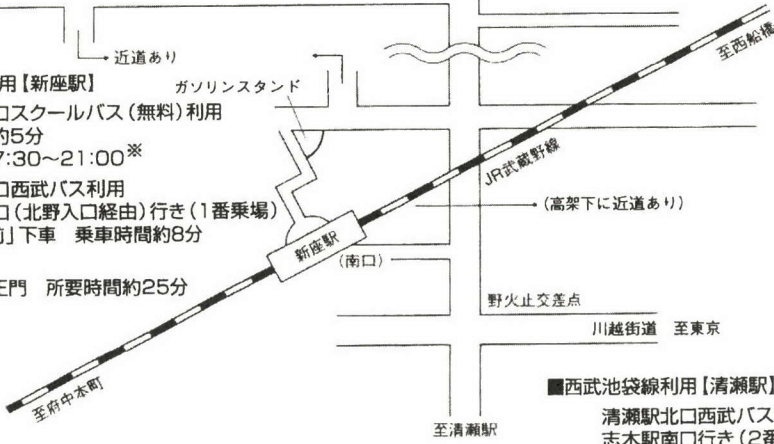 近道あり
用【新座駅】
ガソリンスタンド
口スクールバス(無料)利用
約5分
7:30～21:00※
口西武バス利用
口(北野入口経由)行き(1番乗場)
前」下車 乗車時間約8分
正門 所要時間約25分
至西船橋
JR武蔵野線
(高架下に近道あり)
新座駅
(南口)
野火止交差点
川越街道 至東京
至府中本町
至清瀬駅
■西武池袋線利用【清瀬駅】
清瀬駅北口西武バス
志木駅南口行き(2番